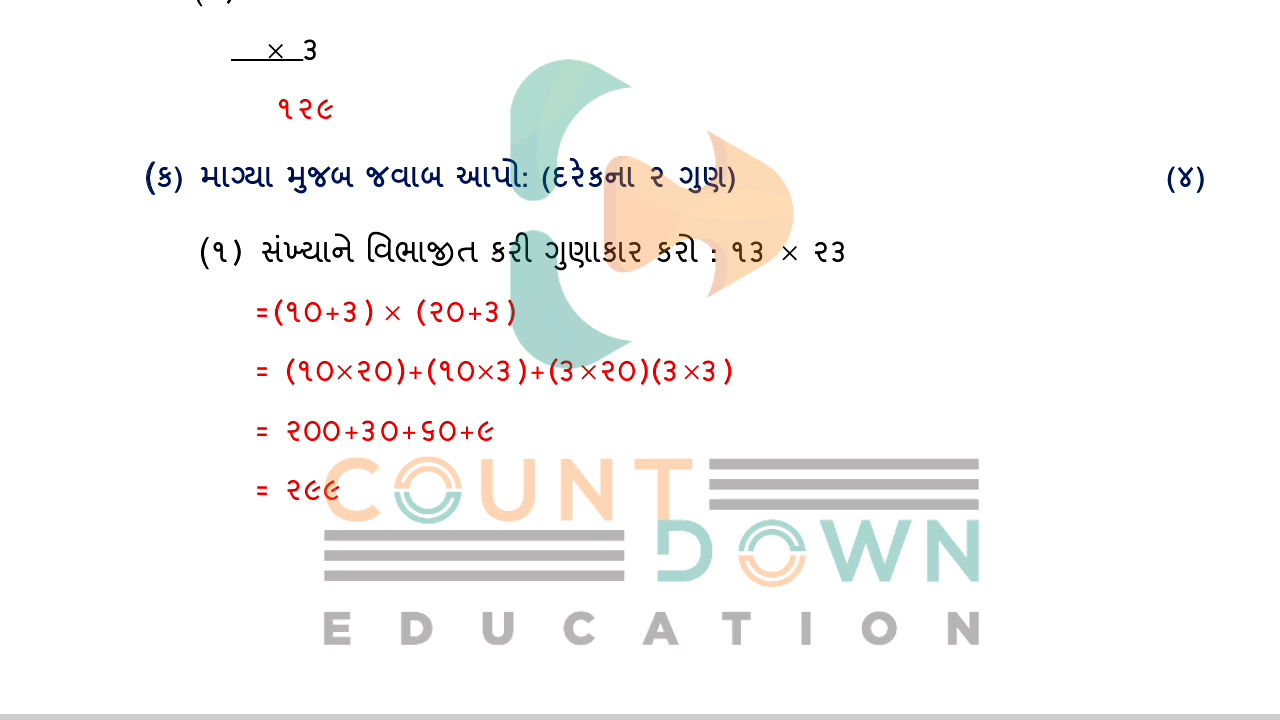 × ૩
૧૨૯
(ક) માગ્યા મુજબ જવાબ આપો: (દરેકના ૨ ગુણ) (૪)
(૧) સંખ્યાને વિભાજીત કરી ગુણાકાર કરો : ૧૩ × ૨૩
=(૧૦+૩) × (૨૦+૩)
= (૧૦×૨૦)+(૧૦×૩)+(૩×૨૦)(૩×૩)
= ૨૦૦+૩૦+૬૦+૯
= ૨૯૯
COUNT
DOWN
EDUCATION